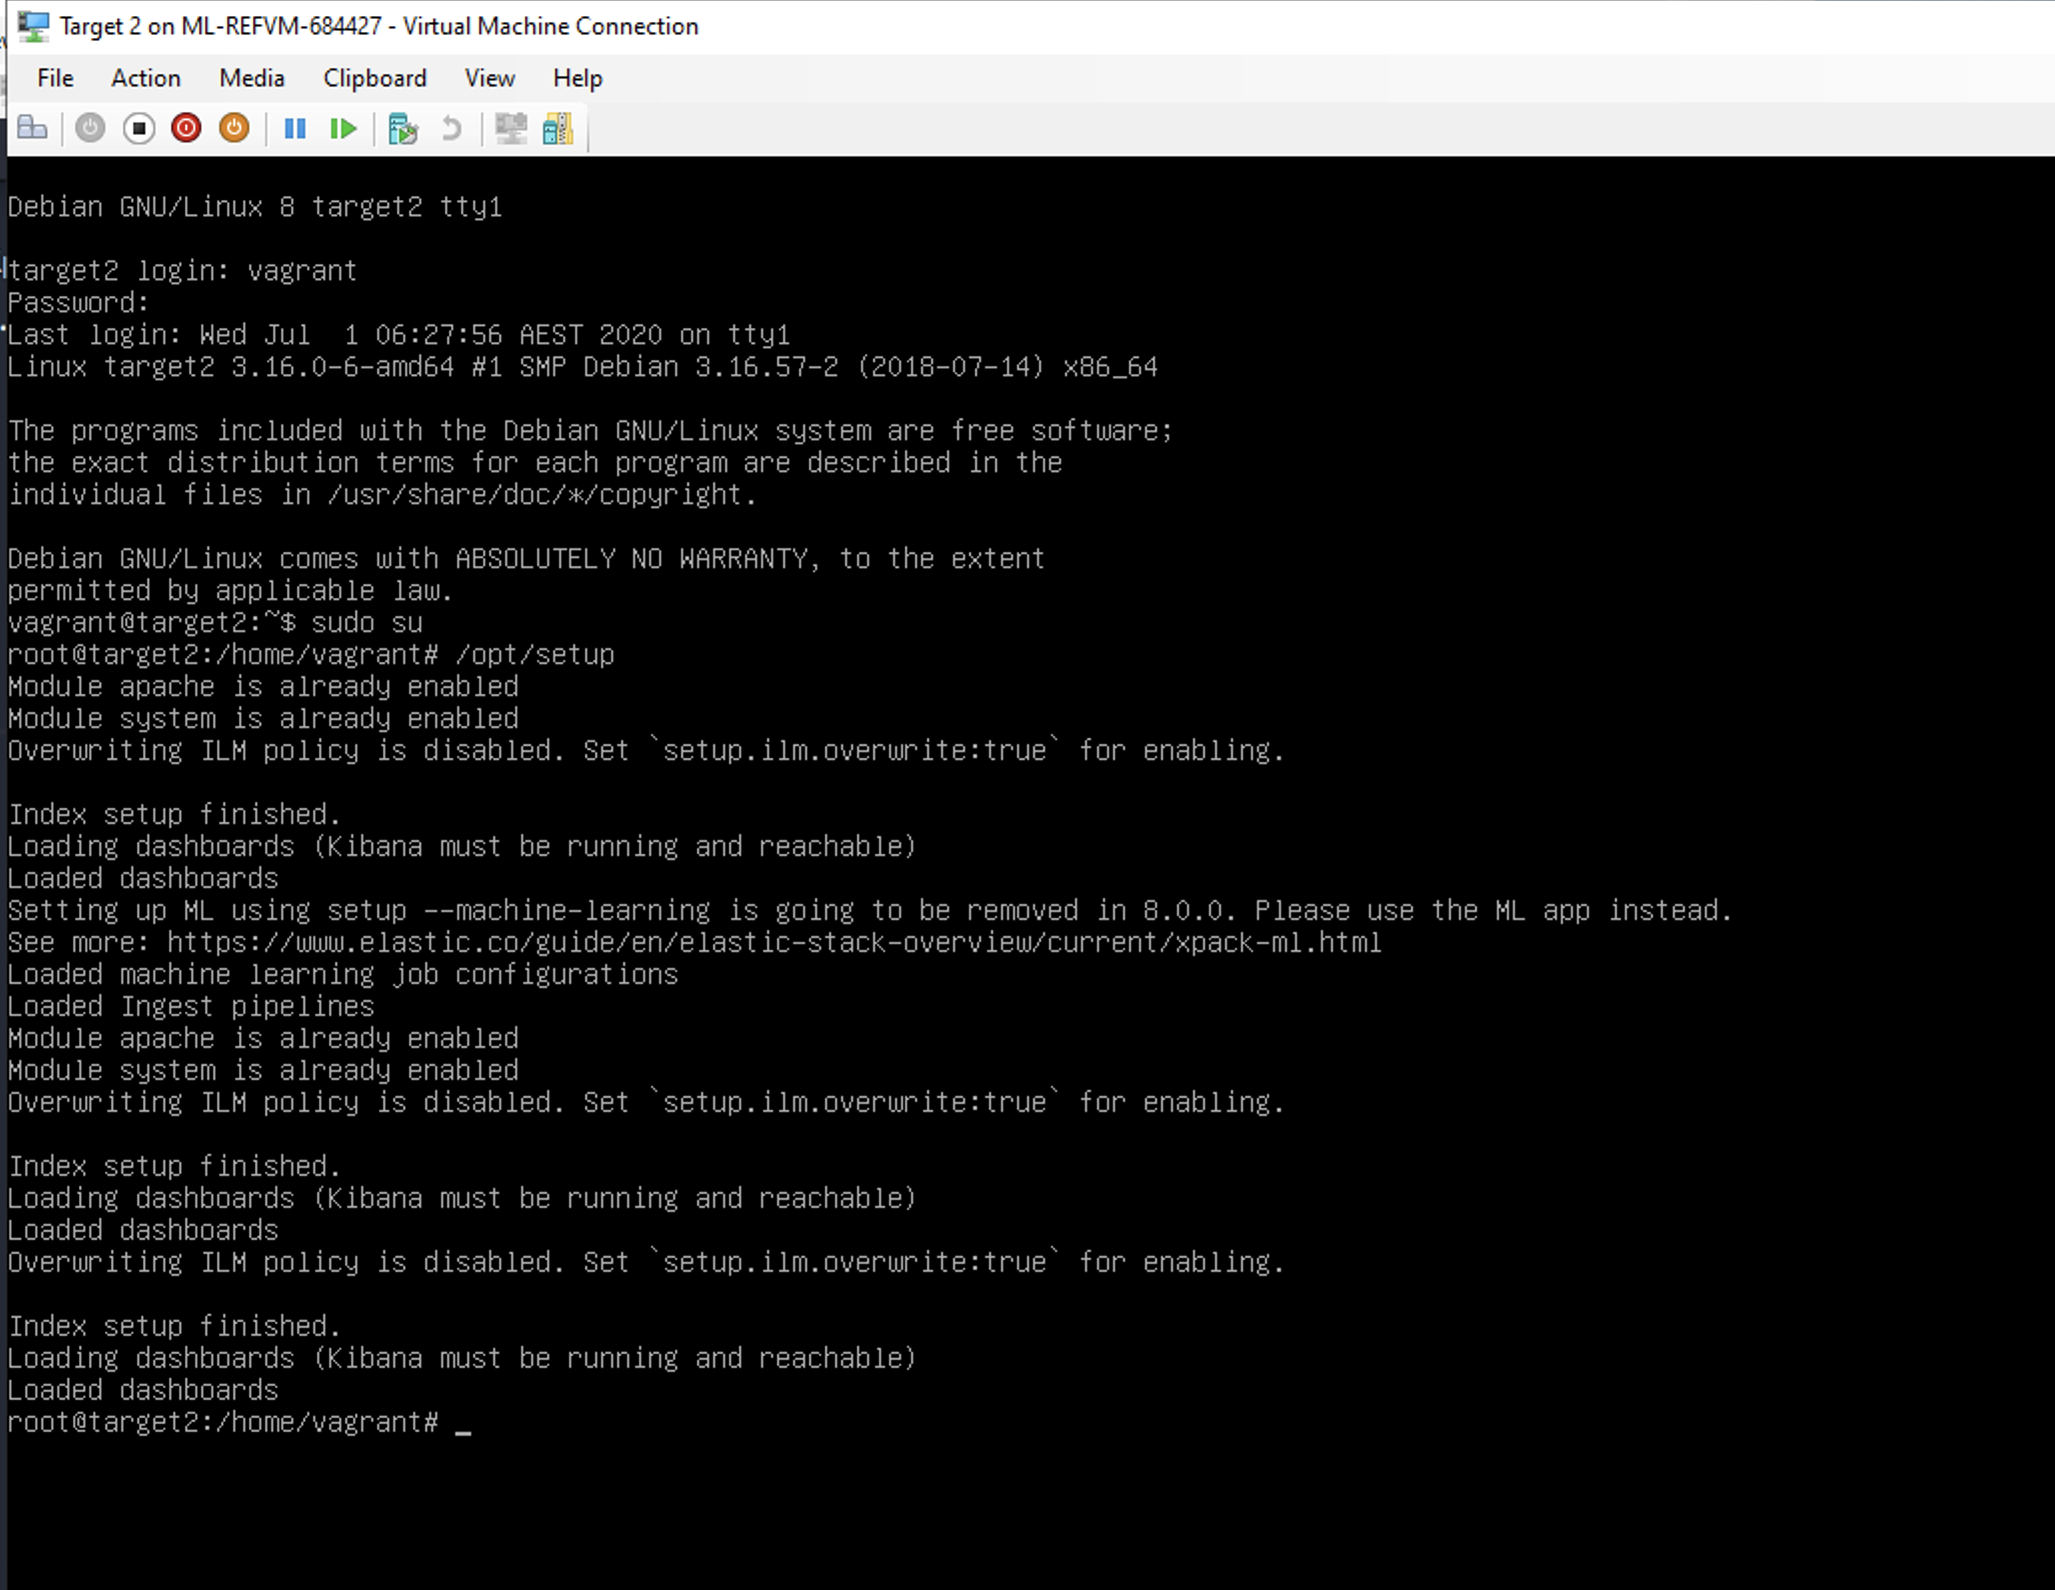 Target 2 on ML-REFVM-684427 - Virtual Machine Connection
File Action Media Clipboard View Help
Debian GNU/Linux 8 target2 tty1
target2 login: vagrant
Password:
Last login: Wed Jul  1 06:27:56 AEST 2020 on tty1
Linux target2 3.16.0-6-amd64 #1 SMP Debian 3.16.57-2 (2018-07-14) x86_64
The programs included with the Debian GNU/Linux system are free software;
the exact distribution terms for each program are described in the
individual files in /usr/share/doc/*/copyright.
Debian GNU/Linux comes with ABSOLUTELY NO WARRANTY, to the extent
permitted by applicable law.
vagrant@target2:~$ sudo su
root@target2:/home/vagrant# /opt/setup
Module apache is already enabled
Module system is already enabled
Overwriting ILM policy is disabled. Set `setup.ilm.overwrite:true` for enabling.
Index setup finished.
Loading dashboards (Kibana must be running and reachable)
Loaded dashboards
Setting up ML using setup --machine-learning is going to be removed in 8.0.0. Please use the ML app instead.
See more: https://www.elastic.co/guide/en/elastic-stack-overview/current/xpack-ml.html
Loaded machine learning job configurations
Loaded Ingest pipelines
Module apache is already enabled
Module system is already enabled
Overwriting ILM policy is disabled. Set `setup.ilm.overwrite:true` for enabling.
Index setup finished.
Loading dashboards (Kibana must be running and reachable)
Loaded dashboards
Overwriting ILM policy is disabled. Set `setup.ilm.overwrite:true` for enabling.
Index setup finished.
Loading dashboards (Kibana must be running and reachable)
Loaded dashboards
root@target2:/home/vagrant# _